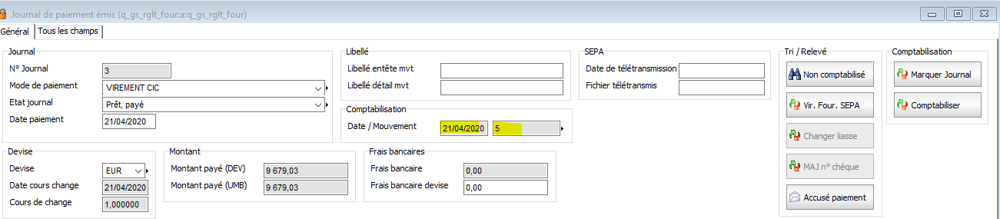 Journal de paiement émis (q_gs_rglt_four:a:q_gs_rglt_four)
Général Tous les champs
Journal
N° Journal 3
Mode de paiement VIREMENT CIC
Etat journal Prêt, payé
Date paiement 21/04/2020
Libellé
Libellé entête mvt
Libellé détail mvt
Comptabilisation
Date / Mouvement 21/04/2020 5
SEPA
Date de télétransmission
Fichier télétransmis
Tri / Relevé
Non comptabilisé
Vir. Four. SEPA
Changer liasse
MAJ n° chèque
Accusé paiement
Comptabilisation
Marquer Journal
Comptabiliser
Devise
Devise EUR
Date cours change 21/04/2020
Cours de change 1,000000
Montant
Montant payé (DEV) 9 679,03
Montant payé (UMB) 9 679,03
Frais bancaires
Frais bancaire 0,00
Frais bancaire devise 0,00